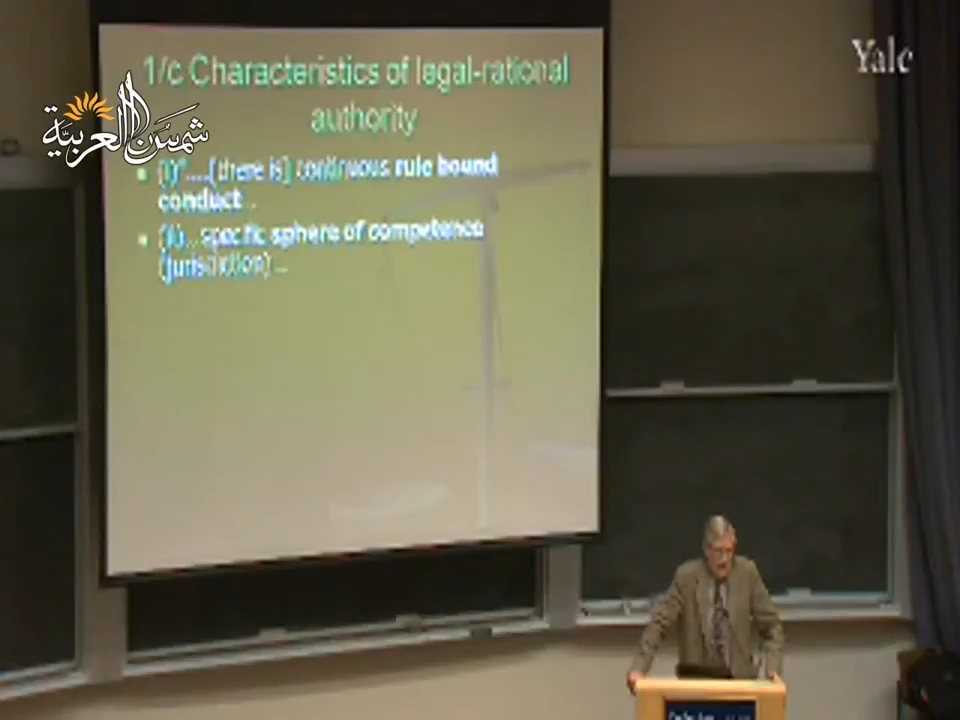 1/c Characteristics of legal-rational
authority
(i)"....[there is] continuous rule bound
conduct ..
(ii)...specific sphere of competence
(jurisdiction) ...
Yale
شمس العربية